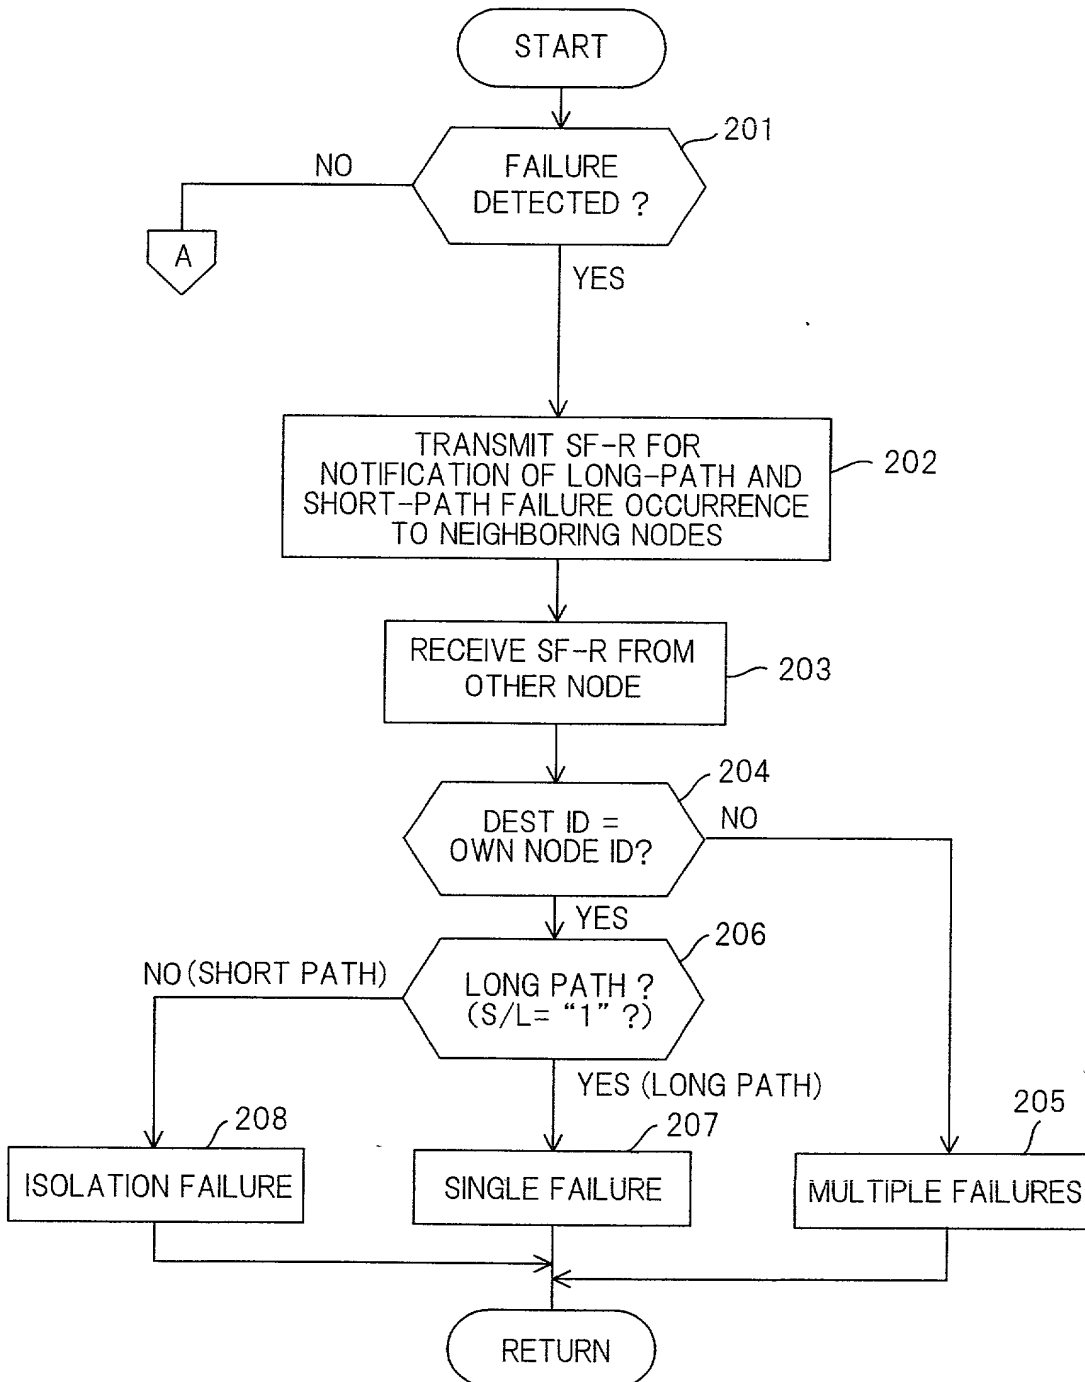 START
201
FAILURE
DETECTED ?
NO
A
YES
TRANSMIT SF-R FOR
NOTIFICATION OF LONG-PATH AND
SHORT-PATH FAILURE OCCURRENCE
TO NEIGHBORING NODES
202
RECEIVE SF-R FROM
OTHER NODE
203
204
DEST ID =
OWN NODE ID?
NO
YES
206
NO (SHORT PATH)
LONG PATH ?
(S/L= “1” ?)
YES (LONG PATH)
208
207
205
ISOLATION FAILURE
SINGLE FAILURE
MULTIPLE FAILURES
RETURN